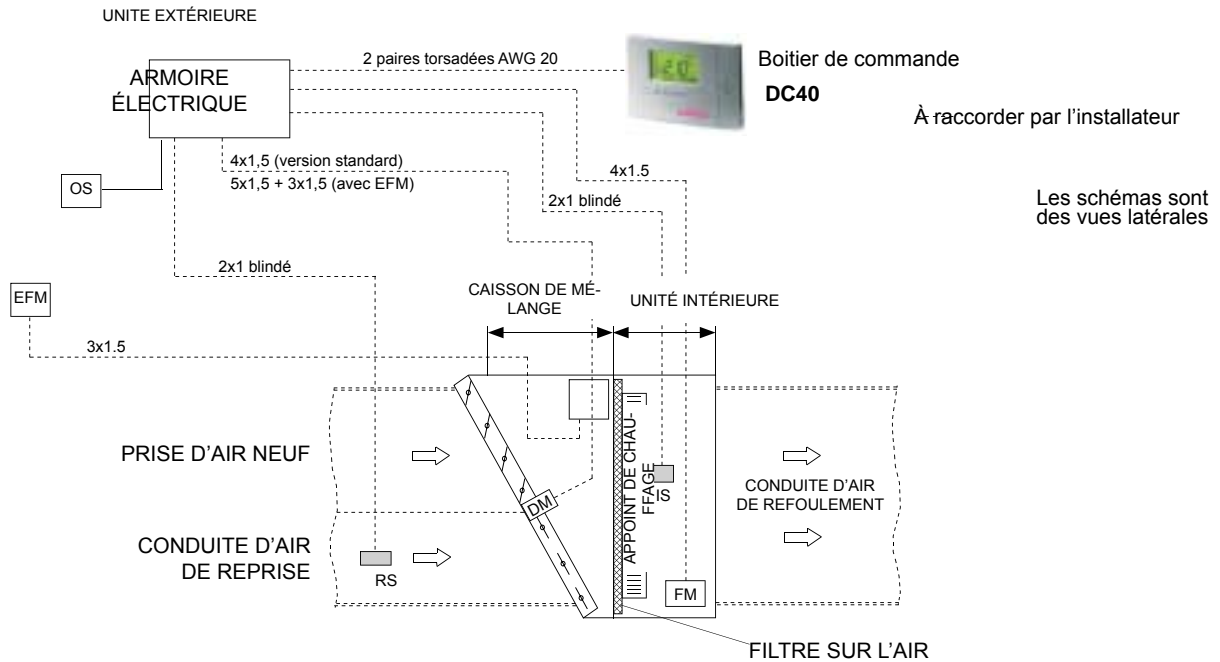 UNITE EXTÉRIEURE
ARMOIRE
ÉLECTRIQUE
2 paires torsadées AWG 20
Boitier de commande
DC40
À raccorder par l'installateur
4x1,5 (version standard)
5x1,5 + 3x1,5 (avec EFM)
4x1.5
OS
2x1 blindé
Les schémas sont
des vues latérales
2x1 blindé
EFM
CAISSON DE MÉ-
LANGE
UNITÉ INTÉRIEURE
3x1.5
PRISE D'AIR NEUF
APPOINT DE CHAU-
FFAGE
IS
CONDUITE D'AIR
DE REFOULEMENT
DM
CONDUITE D'AIR
DE REPRISE
RS
FM
FILTRE SUR L'AIR